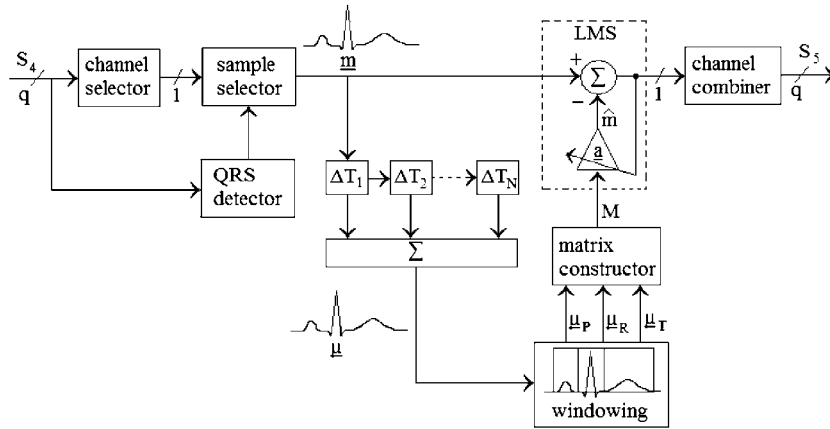 S4
q
channel
selector
1
sample
selector
m
QRS
detector
ΔT1
ΔT2
ΔTN
Σ
μ
LMS
+
Σ
−
m̂
a
1
channel
combiner
S5
q
M
matrix
constructor
μP
μR
μT
windowing